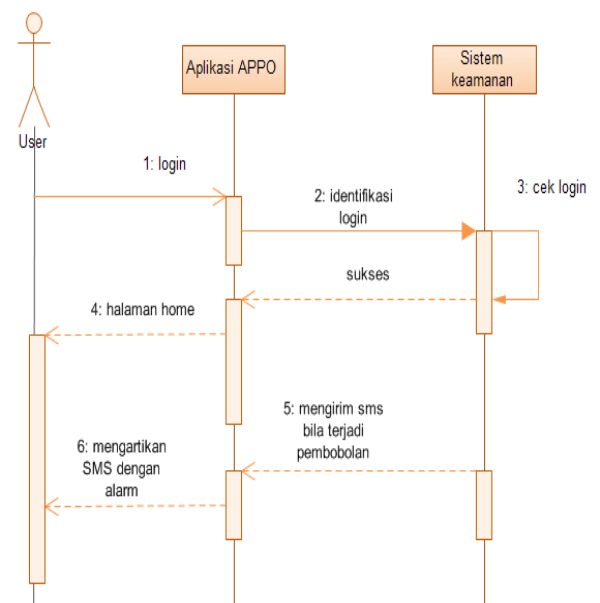 Aplikasi APPO
Sistem
keamanan
User
1: login
2: identifikasi
login
3: cek login
sukses
4: halaman home
5: mengirim sms
bila terjadi
pembobolan
6: mengartikan
SMS dengan
alarm